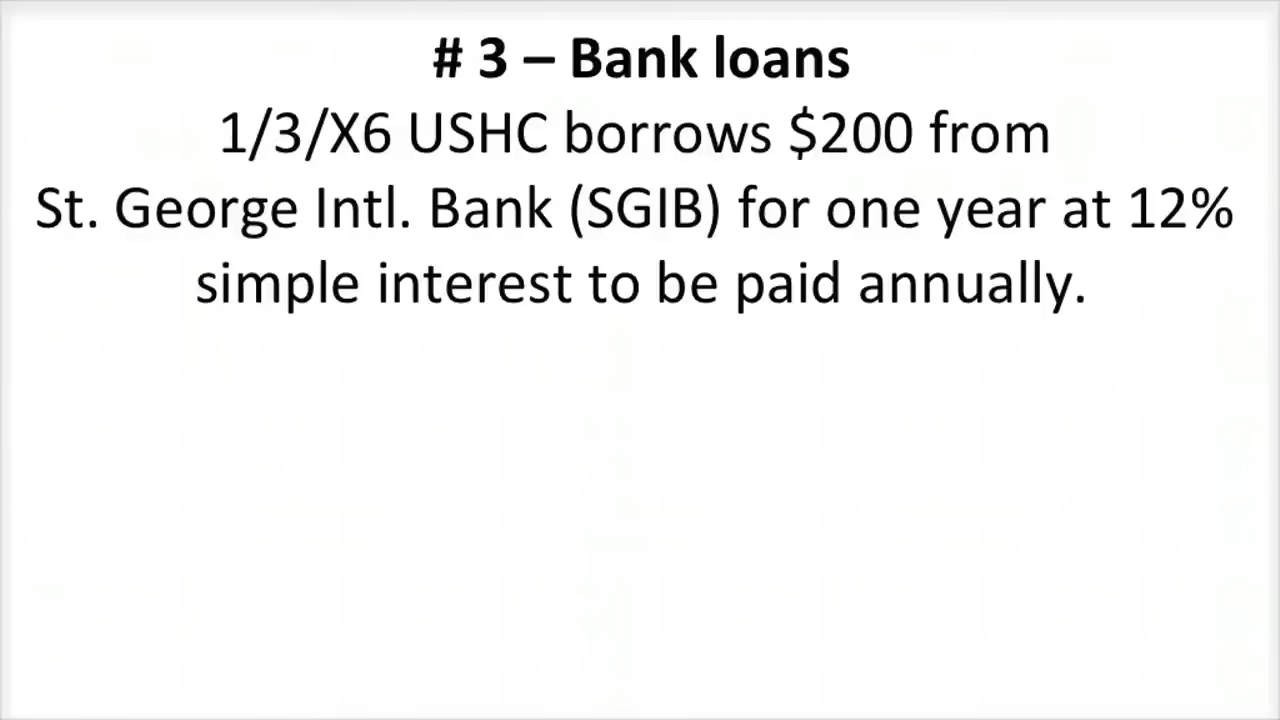 # 3 – Bank loans
1/3/X6 USHC borrows $200 from
St. George Intl. Bank (SGIB) for one year at 12%
simple interest to be paid annually.